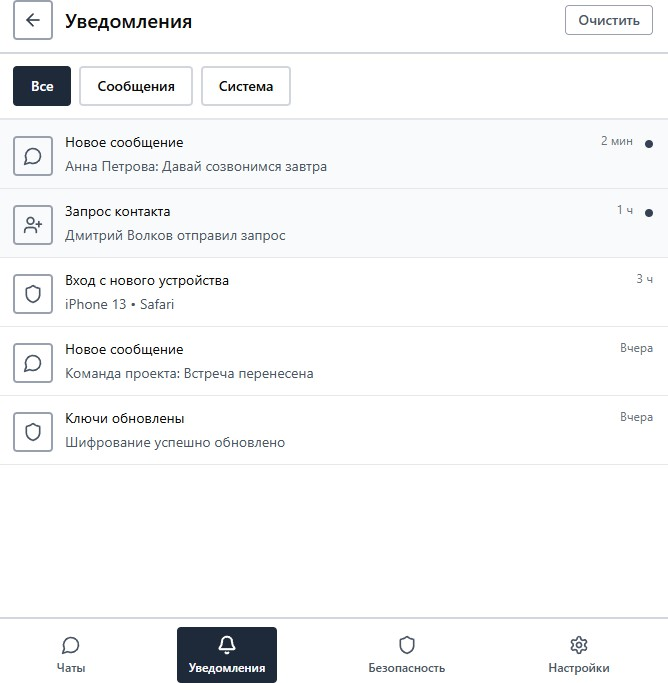 Уведомления
Очистить
Все
Сообщения
Система
Новое сообщение
2 мин
Анна Петрова: Давай созвонимся завтра
Запрос контакта
1 ч
Дмитрий Волков отправил запрос
Вход с нового устройства
3 ч
iPhone 13 • Safari
Новое сообщение
Вчера
Команда проекта: Встреча перенесена
Ключи обновлены
Вчера
Шифрование успешно обновлено
Чаты
Уведомления
Безопасность
Настройки